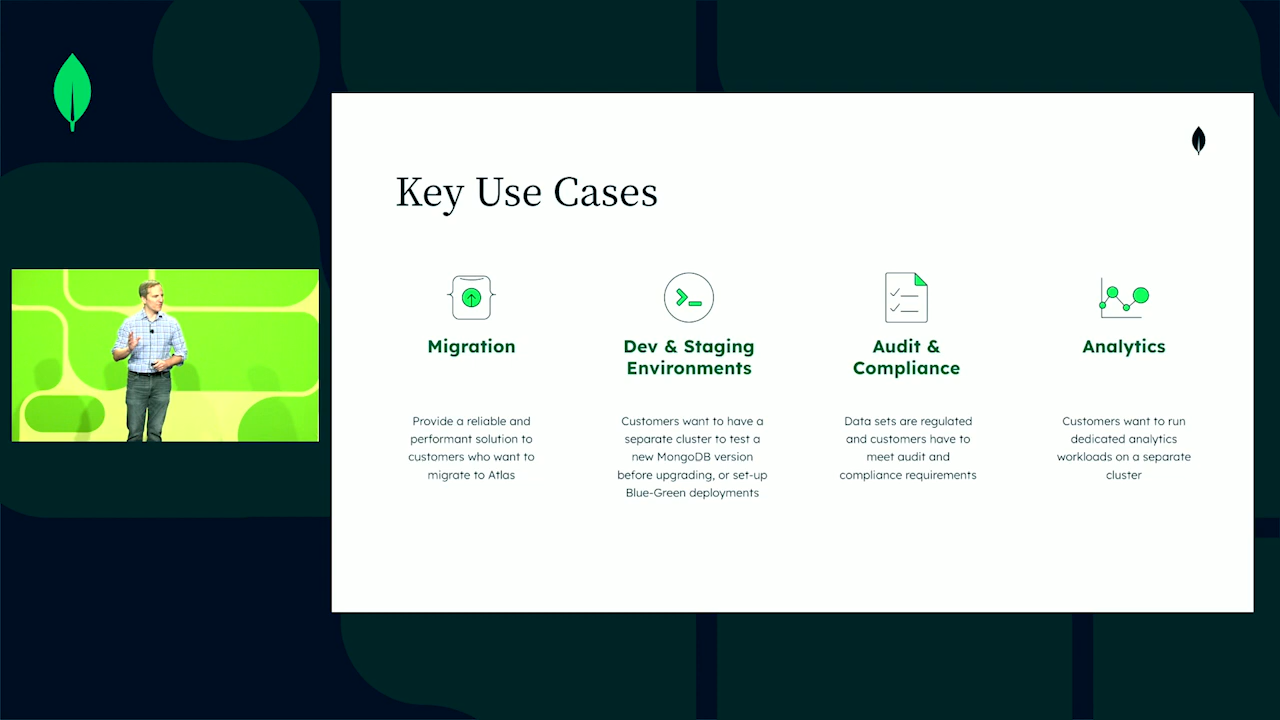 Key Use Cases
Migration
Provide a reliable and
performant solution to
customers who want to
migrate to Atlas
Dev & Staging
Environments
Customers want to have a
separate cluster to test a
new MongoDB version
before upgrading, or set-up
Blue-Green deployments
Audit &
Compliance
Data sets are regulated
and customers have to
meet audit and
compliance requirements
Analytics
Customers want to run
dedicated analytics
workloads on a separate
cluster